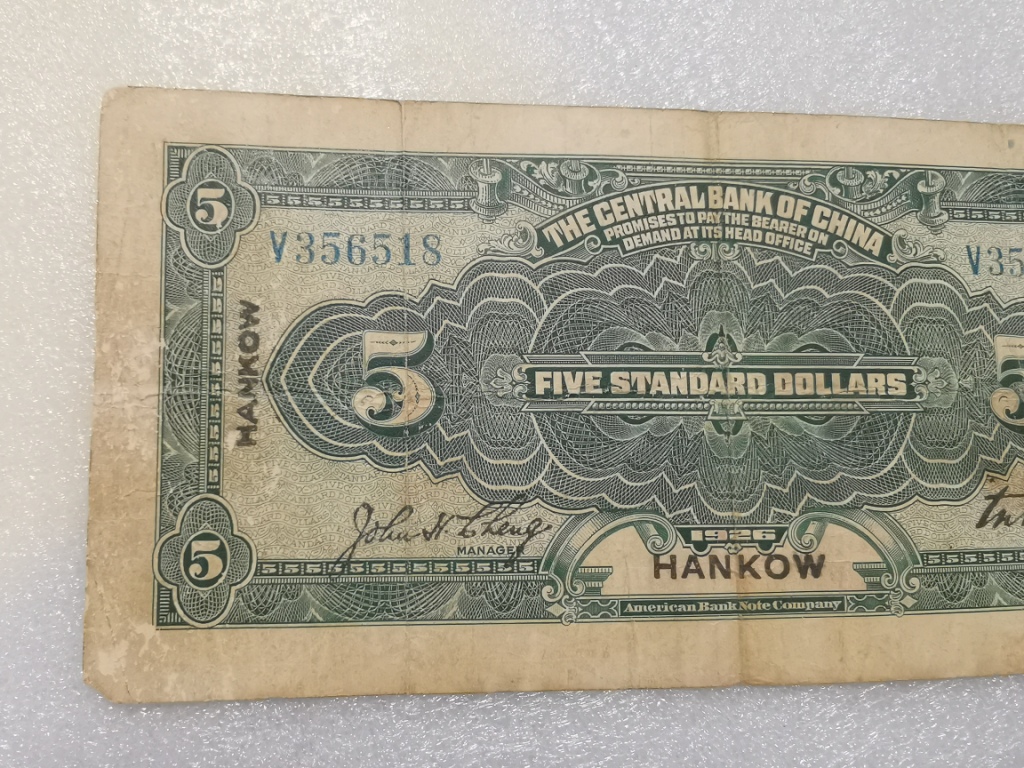 5
THE CENTRAL BANK OF CHINA
PROMISES TO PAY THE BEARER ON
DEMAND AT ITS HEAD OFFICE
V356518
V35
HANKOW
5
FIVE STANDARD DOLLARS
5
John H Cheng
MANAGER
1926
HANKOW
5
American Bank Note Company